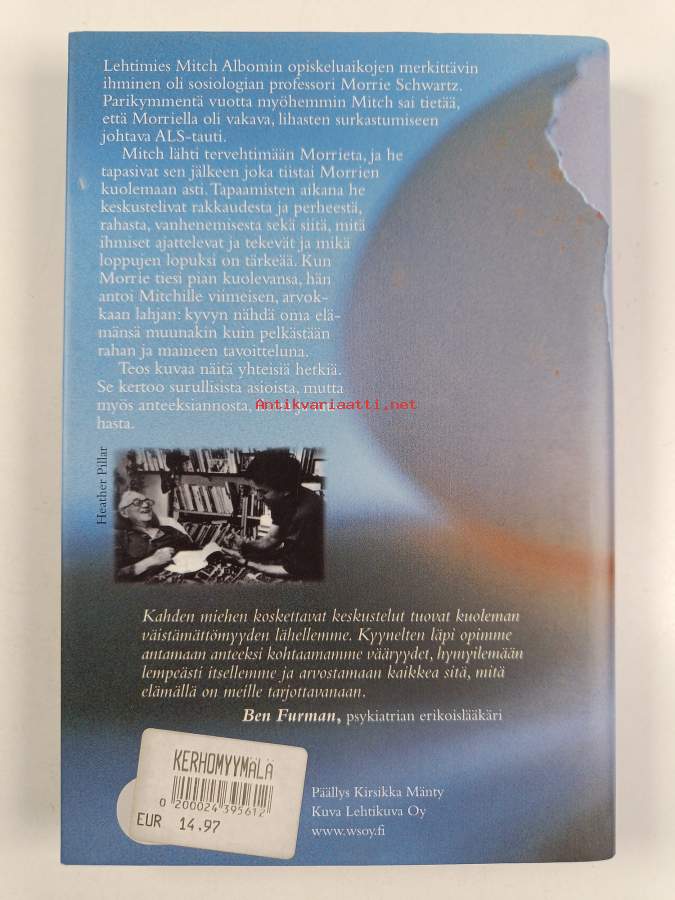 Lehtimies Mitch Albomin opiskeluaikojen merkittävin
ihminen oli sosiologian professori Morrie Schwartz.
Parikymmentä vuotta myöhemmin Mitch sai tietää,
että Morriella oli vakava, lihasten surkastumiseen
johtava ALS-tauti.
Mitch lähti tervehtimään Morrieta, ja he
tapasivat sen jälkeen joka tiistai Morrien
kuolemaan asti. Tapaamisten aikana he
keskustelivat rakkaudesta ja perheestä,
rahasta, vanhenemisesta sekä siitä, mitä
ihmiset ajattelevat ja tekevät ja mikä
loppujen lopuksi on tärkeää. Kun
Morrie tiesi pian kuolevansa, hän
antoi Mitchille viimeisen, arvok-
kaan lahjan: kyvyn nähdä oma elä-
mänsä muunakin kuin pelkästään
rahan ja maineen tavoitteluna.
Teos kuvaa näitä yhteisiä hetkiä.
Se kertoo surullisista asioista, mutta
myös anteeksiannosta,
Antikvariaatti.net
hasta.
Heather Pillar
Kahden miehen koskettavat keskustelut tuovat kuoleman
väistämättömyyden lähellemme. Kyynelten läpi opimme
antamaan anteeksi kohtaamamme vääryydet, hymyilemään
lempeästi itsellemme ja arvostamaan kaikkea sitä, mitä
elämällä on meille tarjottavanaan.
Ben Furman, psykiatrian erikoislääkäri
KERHOMYYMÄLÄ
0 200024 395612
EUR 14.97
Päällys Kirsikka Mänty
Kuva Lehtikuva Oy
www.wsoy.fi